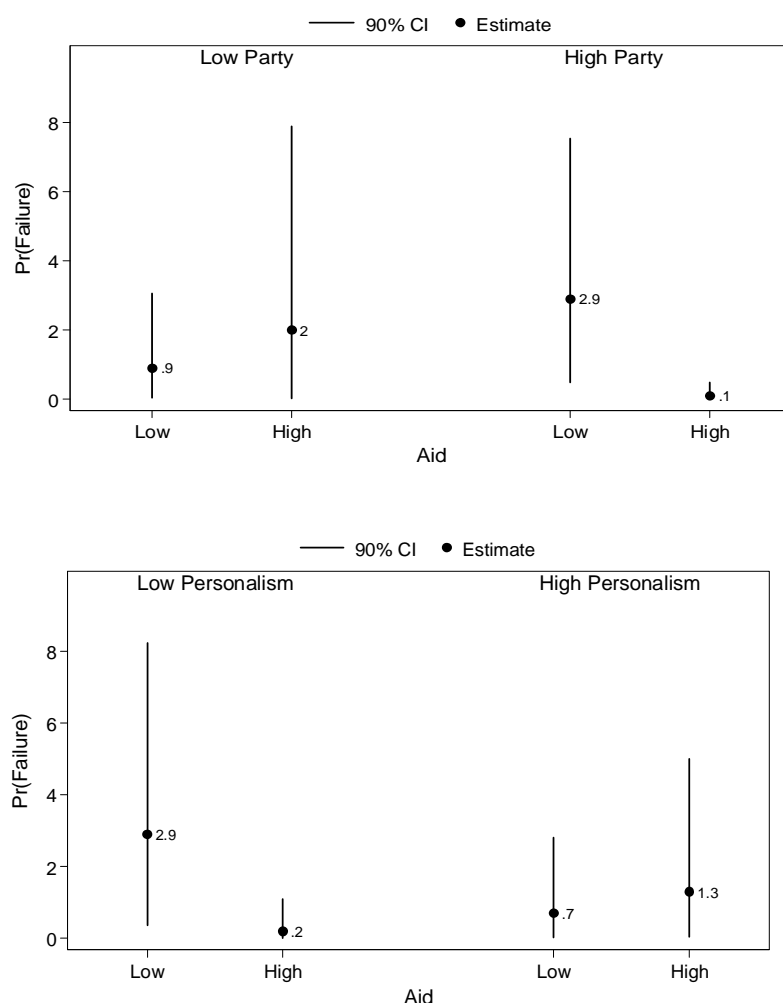 90% CI Estimate
Low Party High Party
8
6
4
2
0
Pr(Failure)
.9
2
2.9
.1
Low High Low High
Aid
90% CI Estimate
Low Personalism High Personalism
8
6
4
2
0
Pr(Failure)
2.9
.2
.7
1.3
Low High Low High
Aid